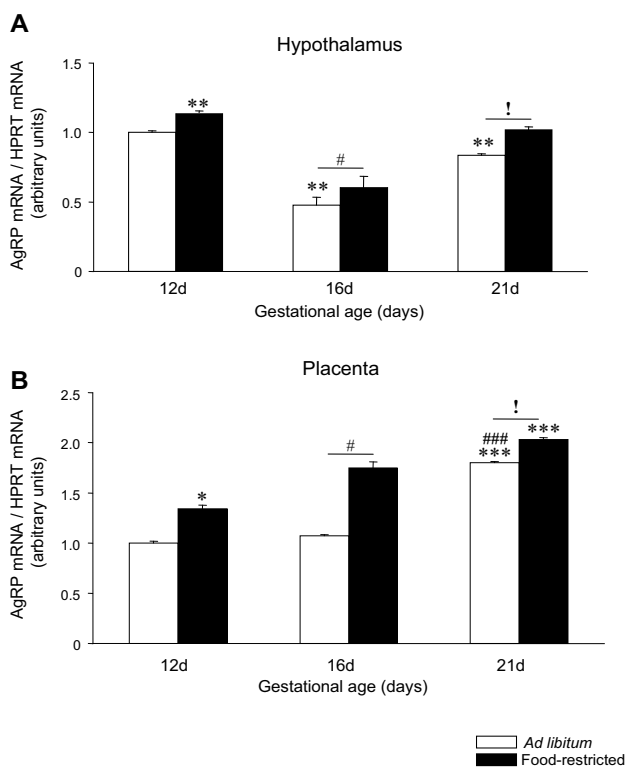 A
Hypothalamus
AgRP mRNA / HPRT mRNA
(arbitrary units)
1.5
1.0
0.5
0
**
**
#
**
!
12d 16d 21d
Gestational age (days)
B
Placenta
AgRP mRNA / HPRT mRNA
(arbitrary units)
2.5
2.0
1.5
1.0
0.5
0
*
#
###
***
!
***
12d 16d 21d
Gestational age (days)
Ad libitum
Food-restricted